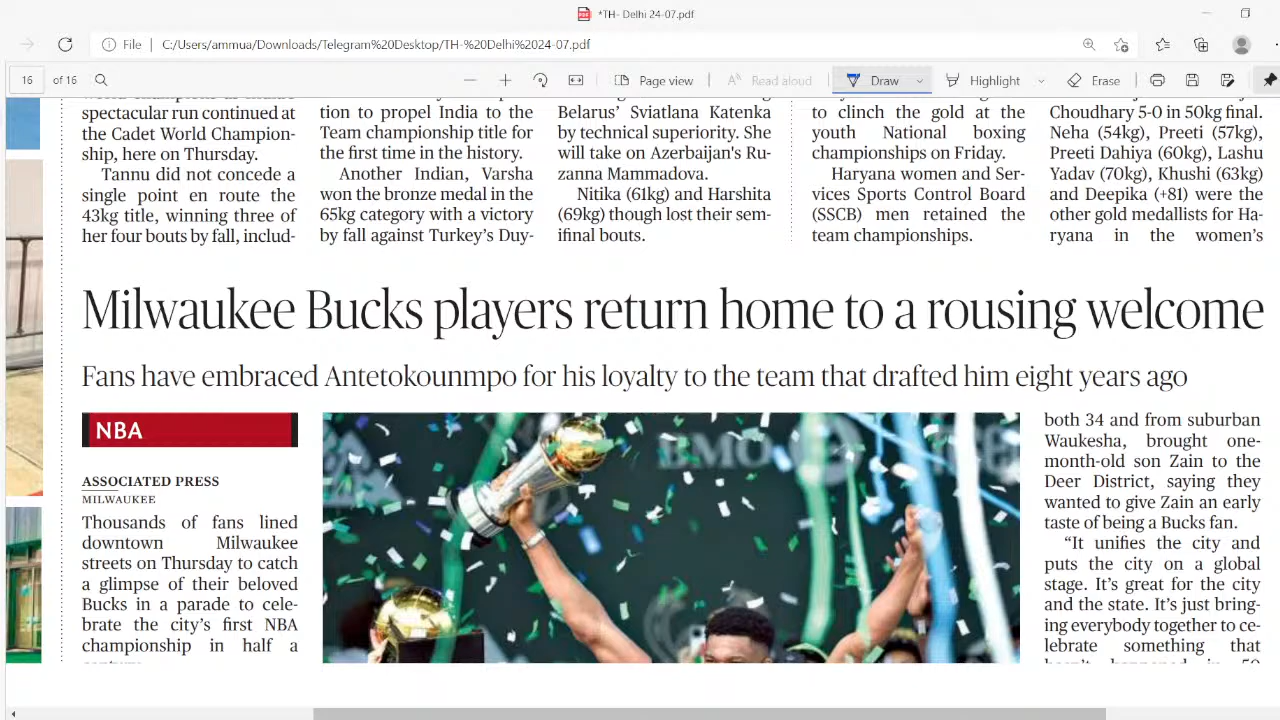 *TH- Delhi 24-07.pdf
File
C:/Users/ammua/Downloads/Telegram%20Desktop/TH-%20Delhi%2024-07.pdf
16 of 16
Page view
Read aloud
Draw
Highlight
Erase
spectacular run continued at
the Cadet World Champion-
ship, here on Thursday.
Tannu did not concede a
single point en route the
43kg title, winning three of
her four bouts by fall, includ-
tion to propel India to the
Team championship title for
the first time in the history.
Another Indian, Varsha
won the bronze medal in the
65kg category with a victory
by fall against Turkey's Duy-
Belarus' Sviatlana Katenka
by technical superiority. She
will take on Azerbaijan's Ru-
zanna Mammadova.
Nitika (61kg) and Harshita
(69kg) though lost their sem-
ifinal bouts.
to clinch the gold at the
youth National boxing
championships on Friday.
Haryana women and Ser-
vices Sports Control Board
(SSCB) men retained the
team championships.
Choudhary 5-0 in 50kg final.
Neha (54kg), Preeti (57kg),
Preeti Dahiya (60kg), Lashu
Yadav (70kg), Khushi (63kg)
and Deepika (+81) were the
other gold medallists for Ha-
ryana in the women's
Milwaukee Bucks players return home to a rousing welcome
Fans have embraced Antetokounmpo for his loyalty to the team that drafted him eight years ago
NBA
ASSOCIATED PRESS
MILWAUKEE
Thousands of fans lined
downtown Milwaukee
streets on Thursday to catch
a glimpse of their beloved
Bucks in a parade to cele-
brate the city's first NBA
championship in half a
BMO
both 34 and from suburban
Waukesha, brought one-
month-old son Zain to the
Deer District, saying they
wanted to give Zain an early
taste of being a Bucks fan.
"It unifies the city and
puts the city on a global
stage. It's great for the city
and the state. It's just bring-
ing everybody together to ce-
lebrate something that